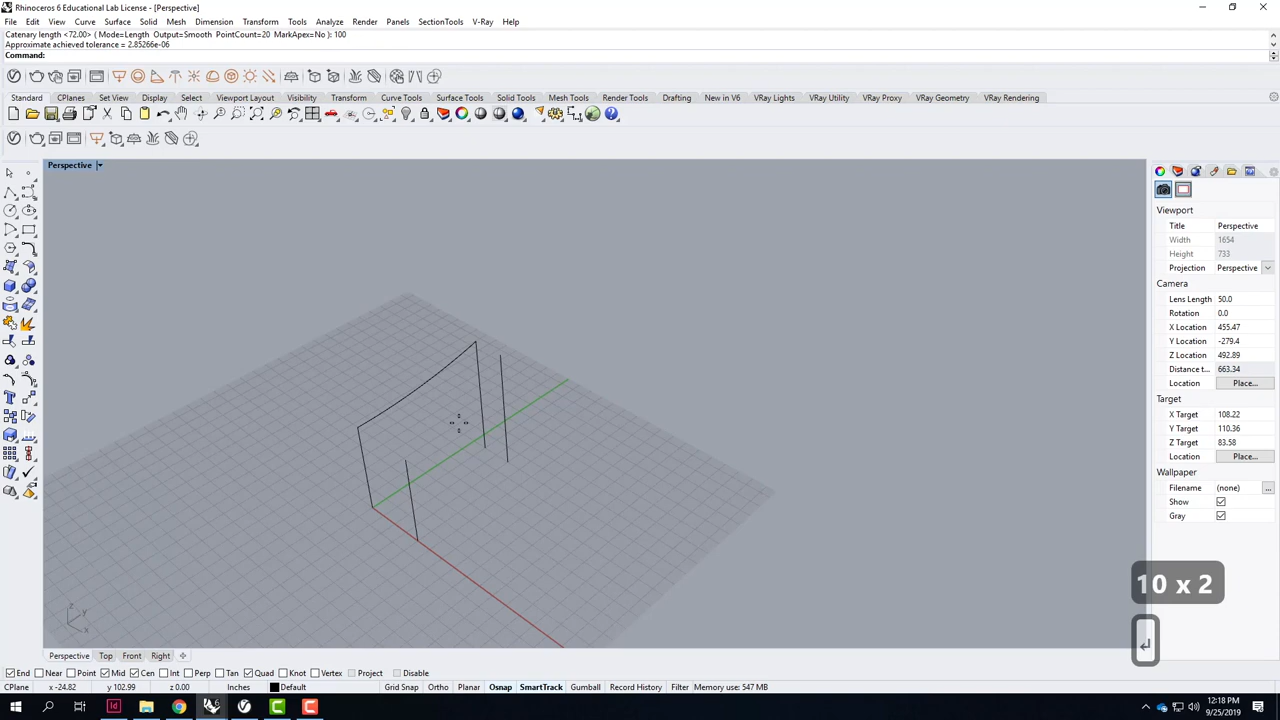 Rhinoceros 6 Educational Lab License - [Perspective]
File Edit View Curve Surface Solid Mesh Dimension Transform Tools Analyze Render Panels SectionTools V-Ray Help
Catenary length <72.00> ( Mode=Length Output=Smooth PointCount=20 MarkApex=No ): 100
Approximate achieved tolerance = 2.85266e-06
Command:
Standard CPlanes Set View Display Select Viewport Layout Visibility Transform Curve Tools Surface Tools Solid Tools Mesh Tools Render Tools Drafting New in V6 VRay Lights VRay Utility VRay Proxy VRay Geometry VRay Rendering
Perspective
Viewport
Title Perspective
Width 1654
Height 733
Projection Perspective
Camera
Lens Length 50.0
Rotation 0.0
X Location 455.47
Y Location -279.4
Z Location 492.89
Distance t... 663.34
Location Place...
Target
X Target 108.22
Y Target 110.36
Z Target 83.58
Location Place...
Wallpaper
Filename (none) ...
Show
Gray
10 x 2
z
y
x
Perspective Top Front Right
End Near Point Mid Cen Int Perp Tan Quad Knot Vertex Project Disable
CPlane x -24.82 y 102.99 z 0.00 Inches Default Grid Snap Ortho Planar Osnap SmartTrack Gumball Record History Filter Memory use: 547 MB
12:18 PM
9/25/2019